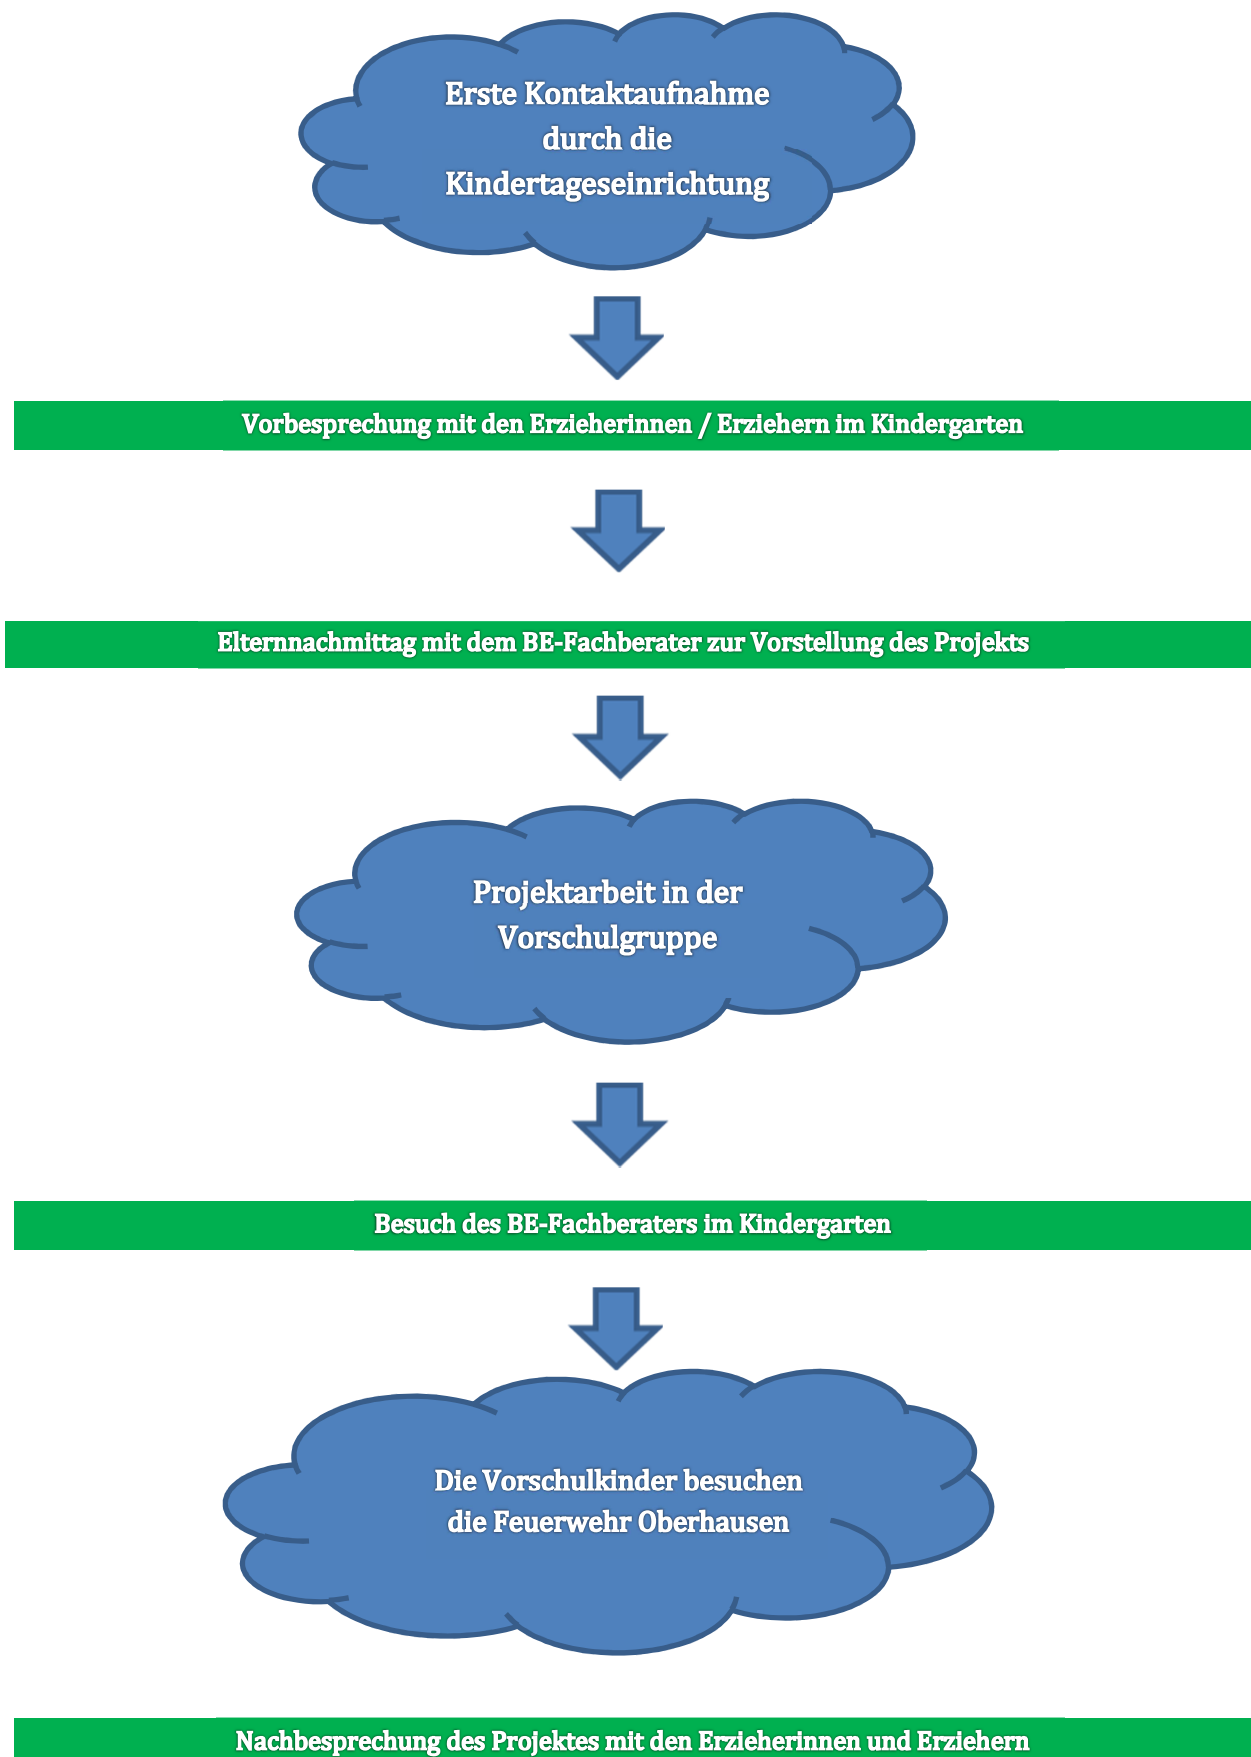 Erste Kontaktaufnahme
durch die
Kindertageseinrichtung
Vorbesprechung mit den Erzieherinnen / Erziehern im Kindergarten
Elternnachmittag mit dem BE-Fachberater zur Vorstellung des Projekts
Projektarbeit in der
Vorschulgruppe
Besuch des BE-Fachberaters im Kindergarten
Die Vorschulkinder besuchen
die Feuerwehr Oberhausen
Nachbesprechung des Projektes mit den Erzieherinnen und Erziehern